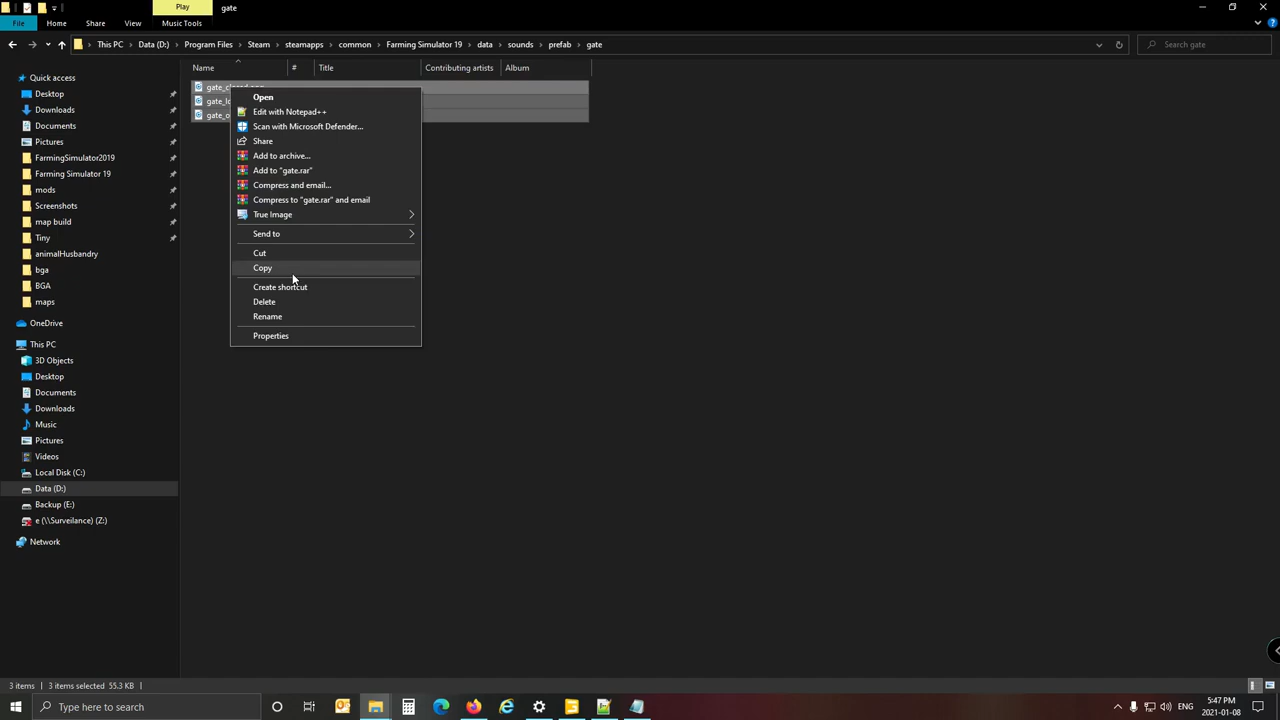 Play
gate
File
Home
Share
View
Music Tools
This PC
Data (D:)
Program Files
Steam
steamapps
common
Farming Simulator 19
data
sounds
prefab
gate
Search gate
Name
#
Title
Contributing artists
Album
Quick access
Desktop
Downloads
Documents
Pictures
FarmingSimulator2019
Farming Simulator 19
mods
Screenshots
map build
Tiny
animalHusbandry
bga
BGA
maps
OneDrive
This PC
3D Objects
Desktop
Documents
Downloads
Music
Pictures
Videos
Local Disk (C:)
Data (D:)
Backup (E:)
e (\\Surveilance) (Z:)
Network
gate_lo
gate_o
Open
Edit with Notepad++
Scan with Microsoft Defender...
Share
Add to archive...
Add to "gate.rar"
Compress and email...
Compress to "gate.rar" and email
True Image
Send to
Cut
Copy
Create shortcut
Delete
Rename
Properties
3 items
3 items selected 55.3 KB
Type here to search
ENG
5:47 PM
2021-01-08